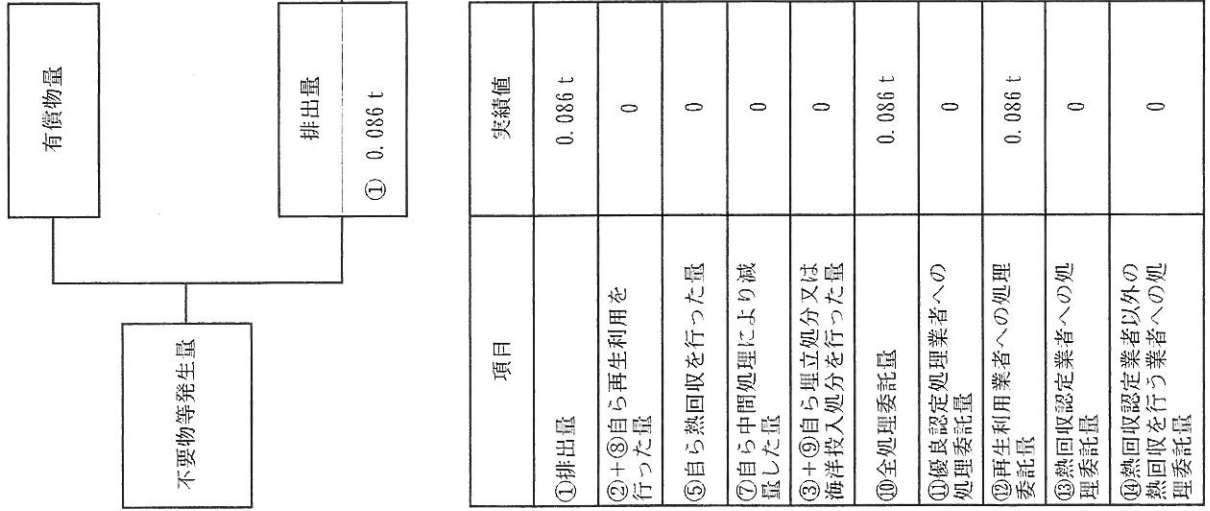 不要物等発生量
有償物量
排出量
① 0.086 t
項目
実績値
①排出量
0.086 t
②+⑧自ら再生利用を
行った量
0
⑤自ら熱回収を行った量
0
⑦自ら中間処理により減
量した量
0
③+⑨自ら埋立処分又は
海洋投入処分を行った量
0
⑩全処理委託量
0.086 t
⑪優良認定処理業者への
処理委託量
0
⑫再生利用業者への処理
委託量
0.086 t
⑬熱回収認定業者への処
理委託量
0
⑭熱回収認定業者以外の
熱回収を行う業者への処
理委託量
0